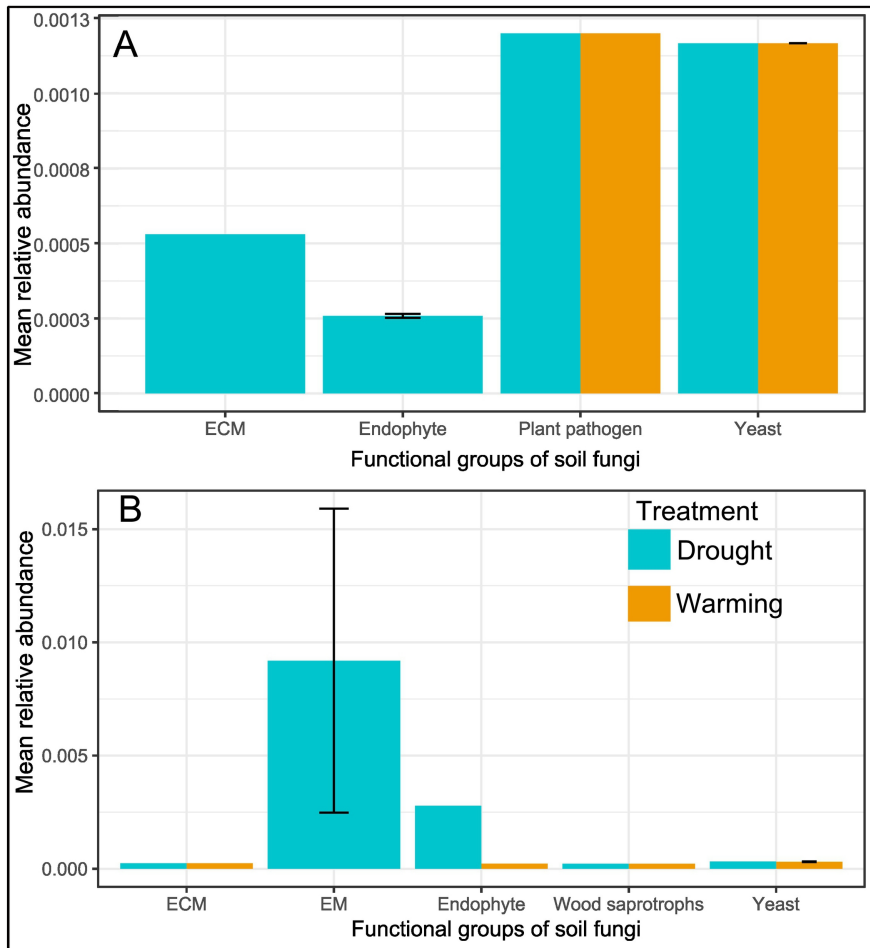 A
Mean relative abundance
0.0013
0.0010
0.0008
0.0005
0.0003
0.0000
ECM Endophyte Plant pathogen Yeast
Functional groups of soil fungi
B
Mean relative abundance
0.015
0.010
0.005
0.000
Treatment
Drought
Warming
ECM EM Endophyte Wood saprotrophs Yeast
Functional groups of soil fungi